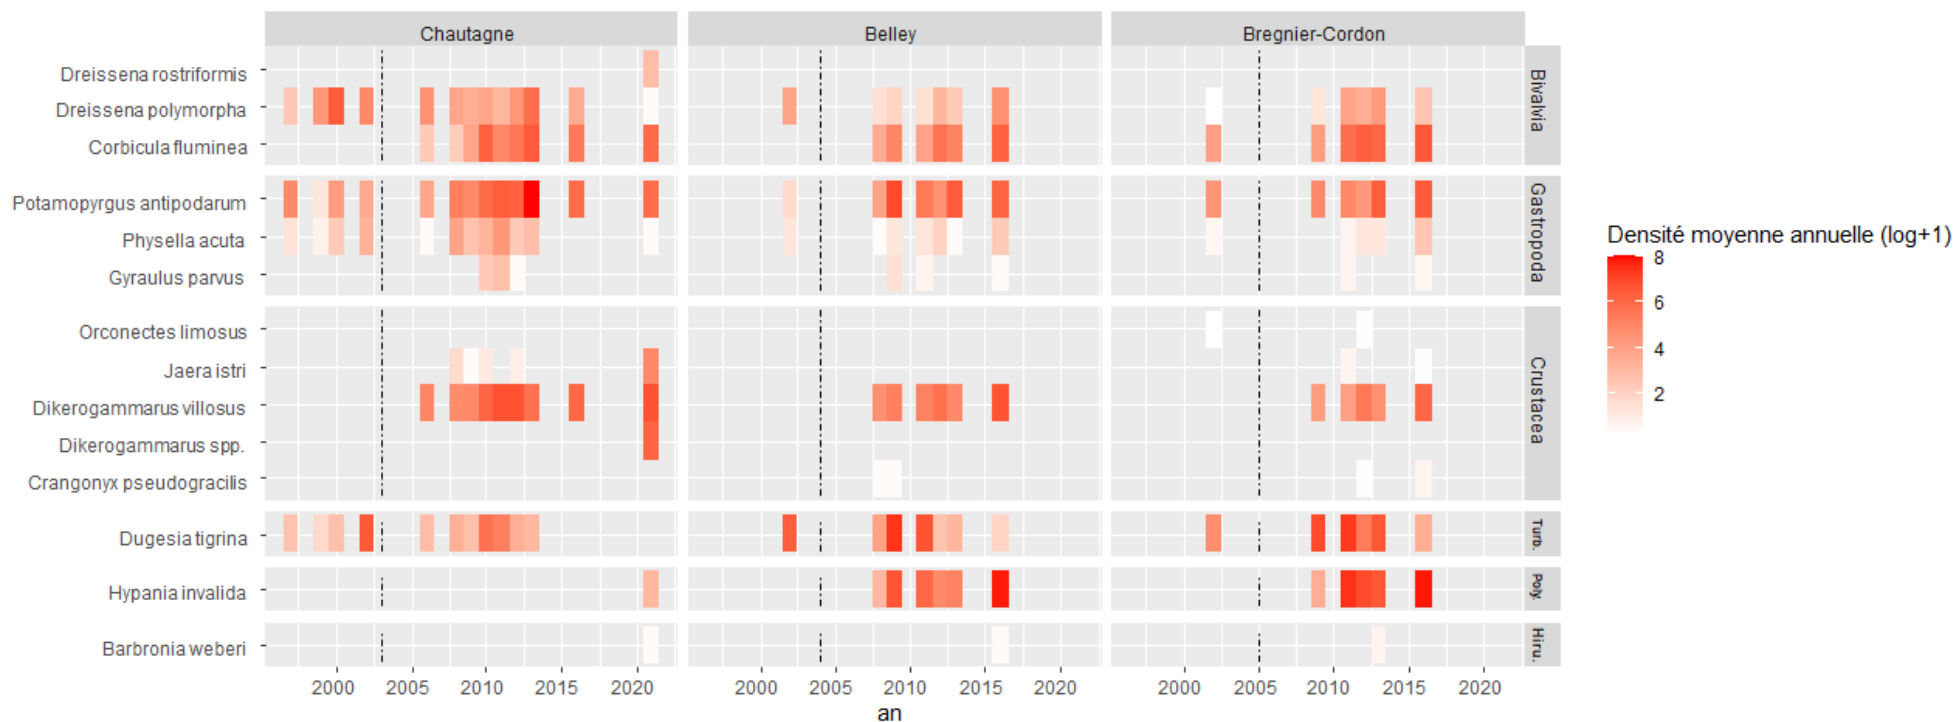 Chautagne
Belley
Bregnier-Cordon
Dreissena rostriformis
Dreissena polymorpha
Corbicula fluminea
Bivalvia
Potamopyrgus antipodarum
Physella acuta
Gyraulus parvus
Gastropoda
Orconectes limosus
Jaera istri
Dikerogammarus villosus
Dikerogammarus spp.
Crangonyx pseudogracilis
Crustacea
Dugesia tigrina
Turb.
Hypania invalida
Poly.
Barbronia weberi
Hiru.
2000 2005 2010 2015 2020
2000 2005 2010 2015 2020
2000 2005 2010 2015 2020
an
Densité moyenne annuelle (log+1)
8
6
4
2